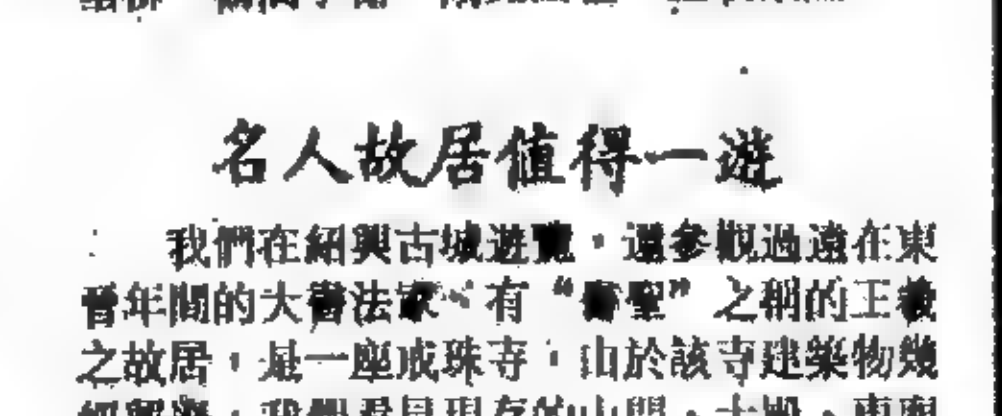 名人故居值得一遊
我們在紹興古城遊覽，還參觀過遠在東
晉年間的大書法家、有“書聖”之稱的王羲
之故居，是一座戒珠寺；由於該寺建築物幾